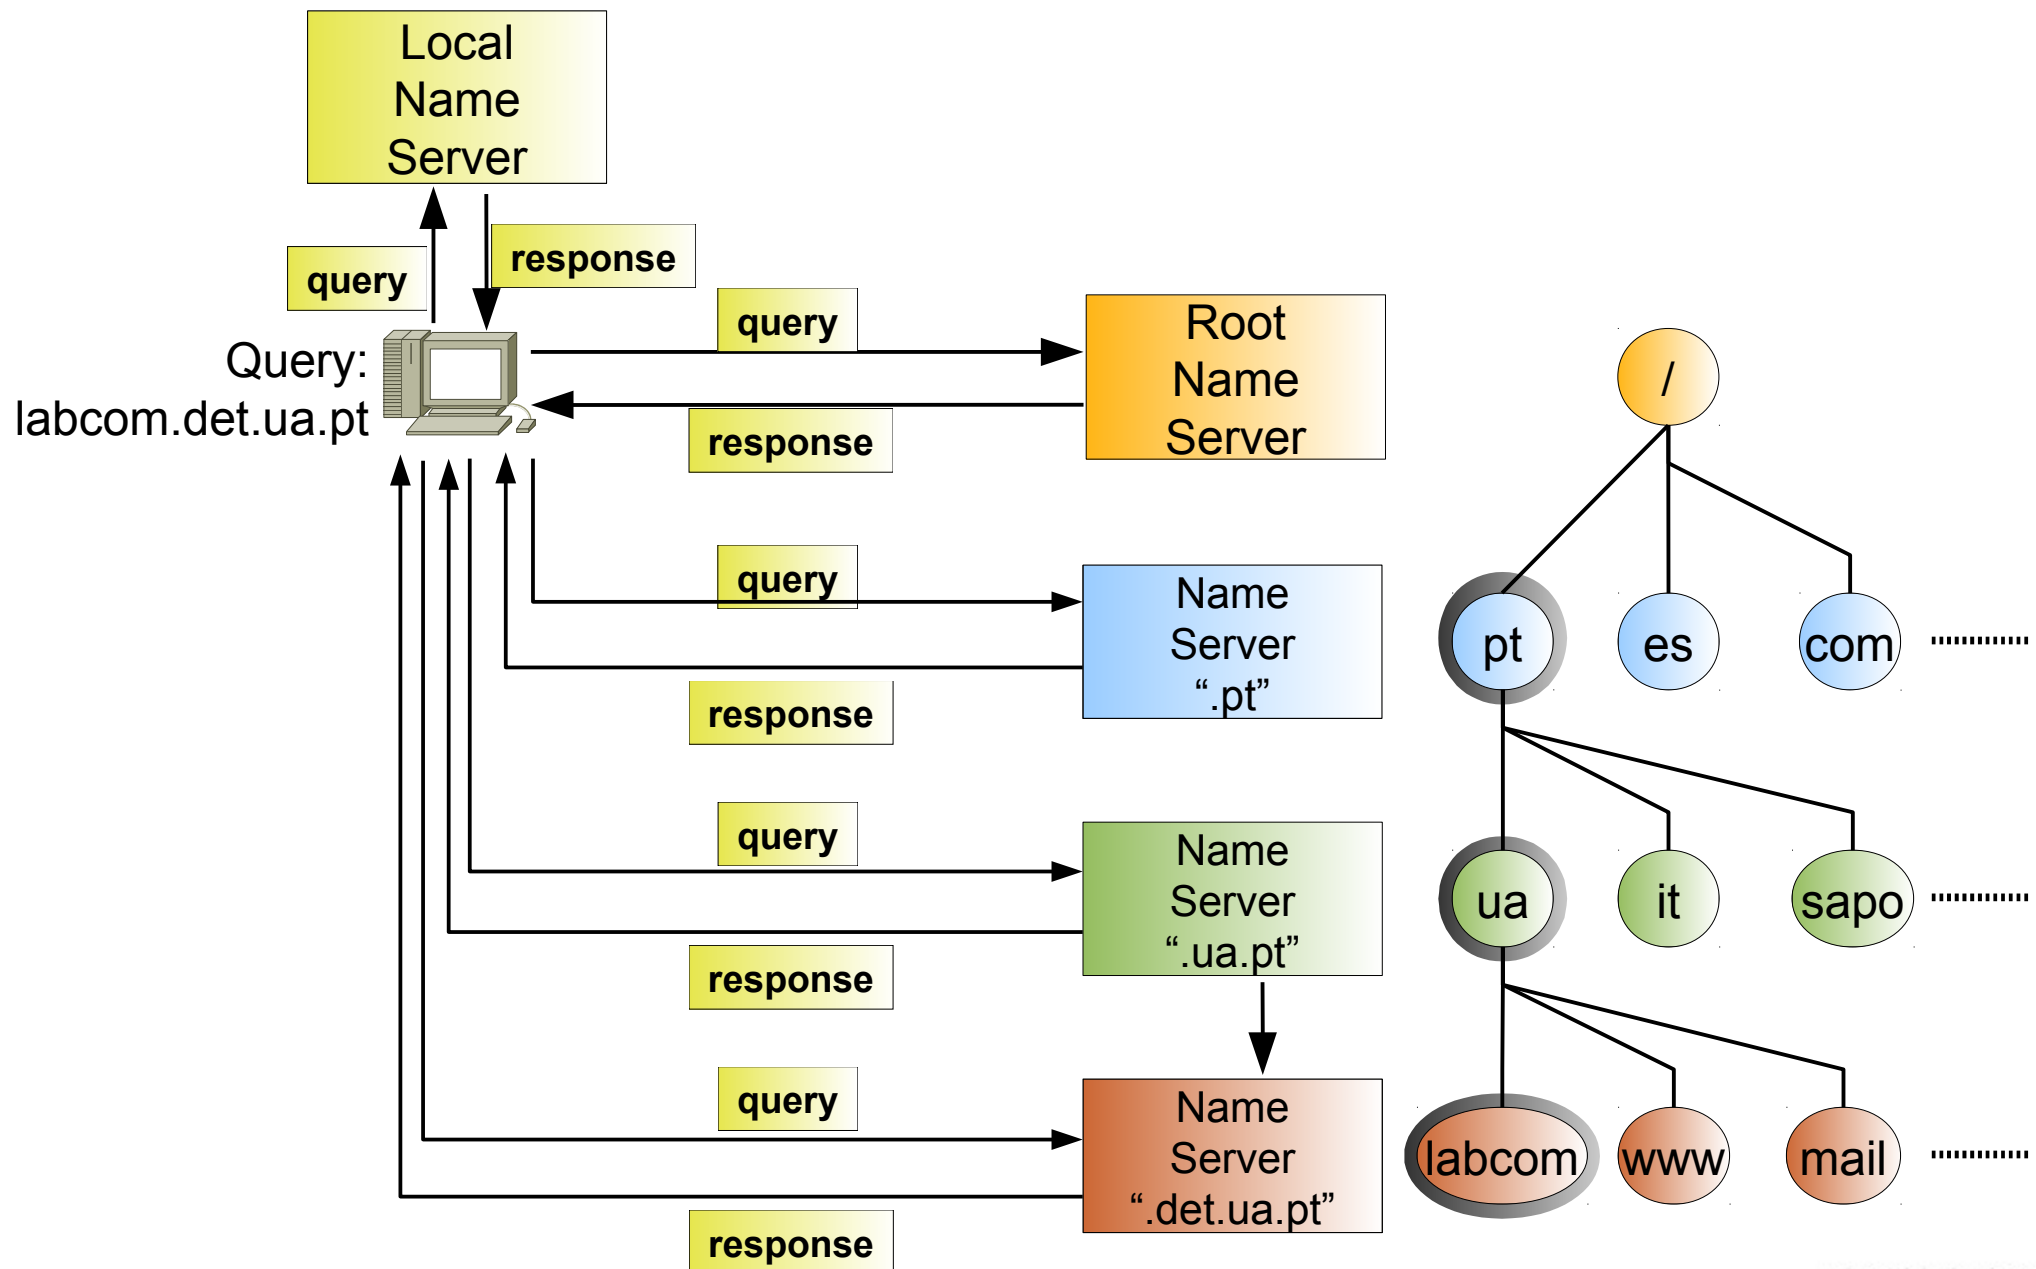 Local
Name
Server
query
response
Query:
labcom.det.ua.pt
query
response
Root
Name
Server
/
query
response
Name
Server
“.pt”
pt
es
com
query
response
Name
Server
“.ua.pt”
ua
it
sapo
query
response
Name
Server
“.det.ua.pt”
labcom
www
mail